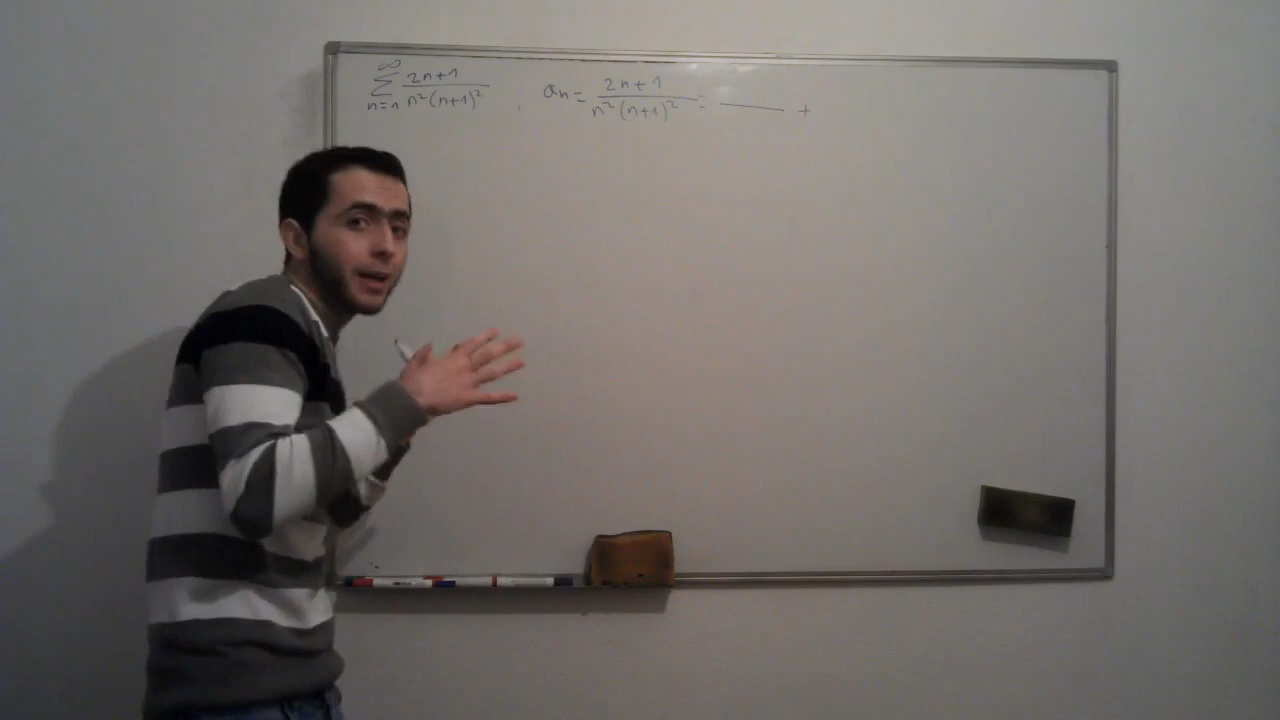 ∞∑n=1 (2n+1)/(n²(n+1)²) , aₙ = (2n+1)/(n²(n+1)²) = ―― +